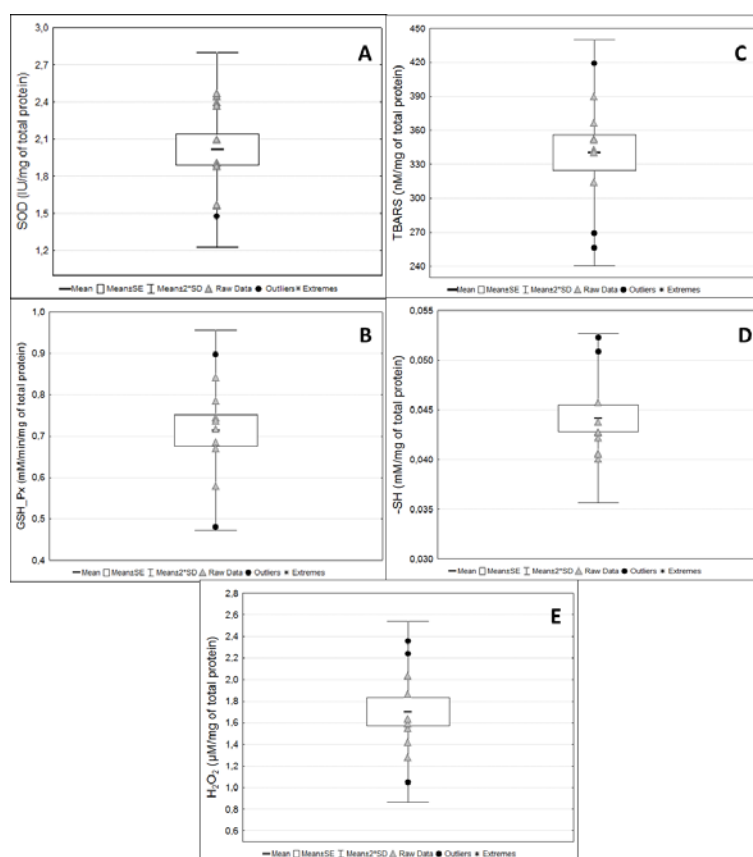 A
SOD (IU/mg of total protein)
3,0
2,7
2,4
2,1
1,8
1,5
1,2
Mean Mean±SE Mean±2*SD Raw Data Outliers Extremes
C
TBARS (nM/mg of total protein)
450
420
390
360
330
300
270
240
Mean Mean±SE Mean±2*SD Raw Data Outliers Extremes
B
GSH_Px (mM/min/mg of total protein)
1,0
0,9
0,8
0,7
0,6
0,5
0,4
Mean Mean±SE Mean±2*SD Raw Data Outliers Extremes
D
-SH (mM/mg of total protein)
0,055
0,050
0,045
0,040
0,035
0,030
Mean Mean±SE Mean±2*SD Raw Data Outliers Extremes
E
H₂O₂ (µM/mg of total protein)
2,8
2,6
2,4
2,2
2,0
1,8
1,6
1,4
1,2
1,0
0,8
0,6
Mean Mean±SE Mean±2*SD Raw Data Outliers Extremes